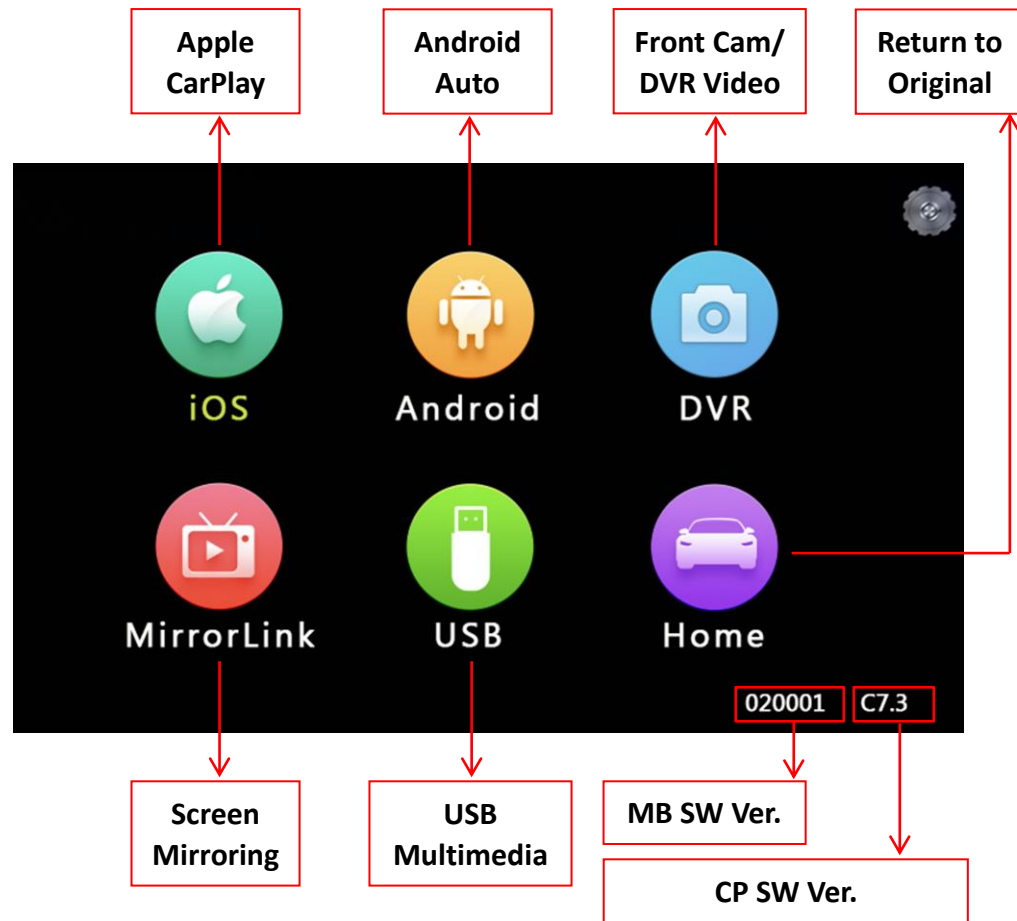 Apple
CarPlay
Android
Auto
Front Cam/
DVR Video
Return to
Original
iOS
Android
DVR
MirrorLink
USB
Home
020001
C7.3
Screen
Mirroring
USB
Multimedia
MB SW Ver.
CP SW Ver.